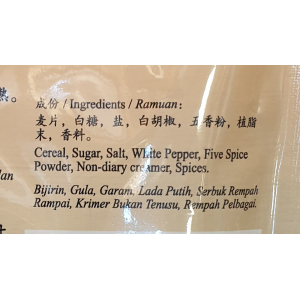 熟。
成份 / Ingredients / Ramuan:
麦片，白糖，盐，白胡椒，五香粉，植脂
末，香料。
Cereal, Sugar, Salt, White Pepper, Five Spice
Powder, Non-diary creamer, Spices.
Bijirin, Gula, Garam. Lada Putih, Serbuk Rempah
Rampai, Krimer Bukan Tenusu, Rempah Pelbagai.